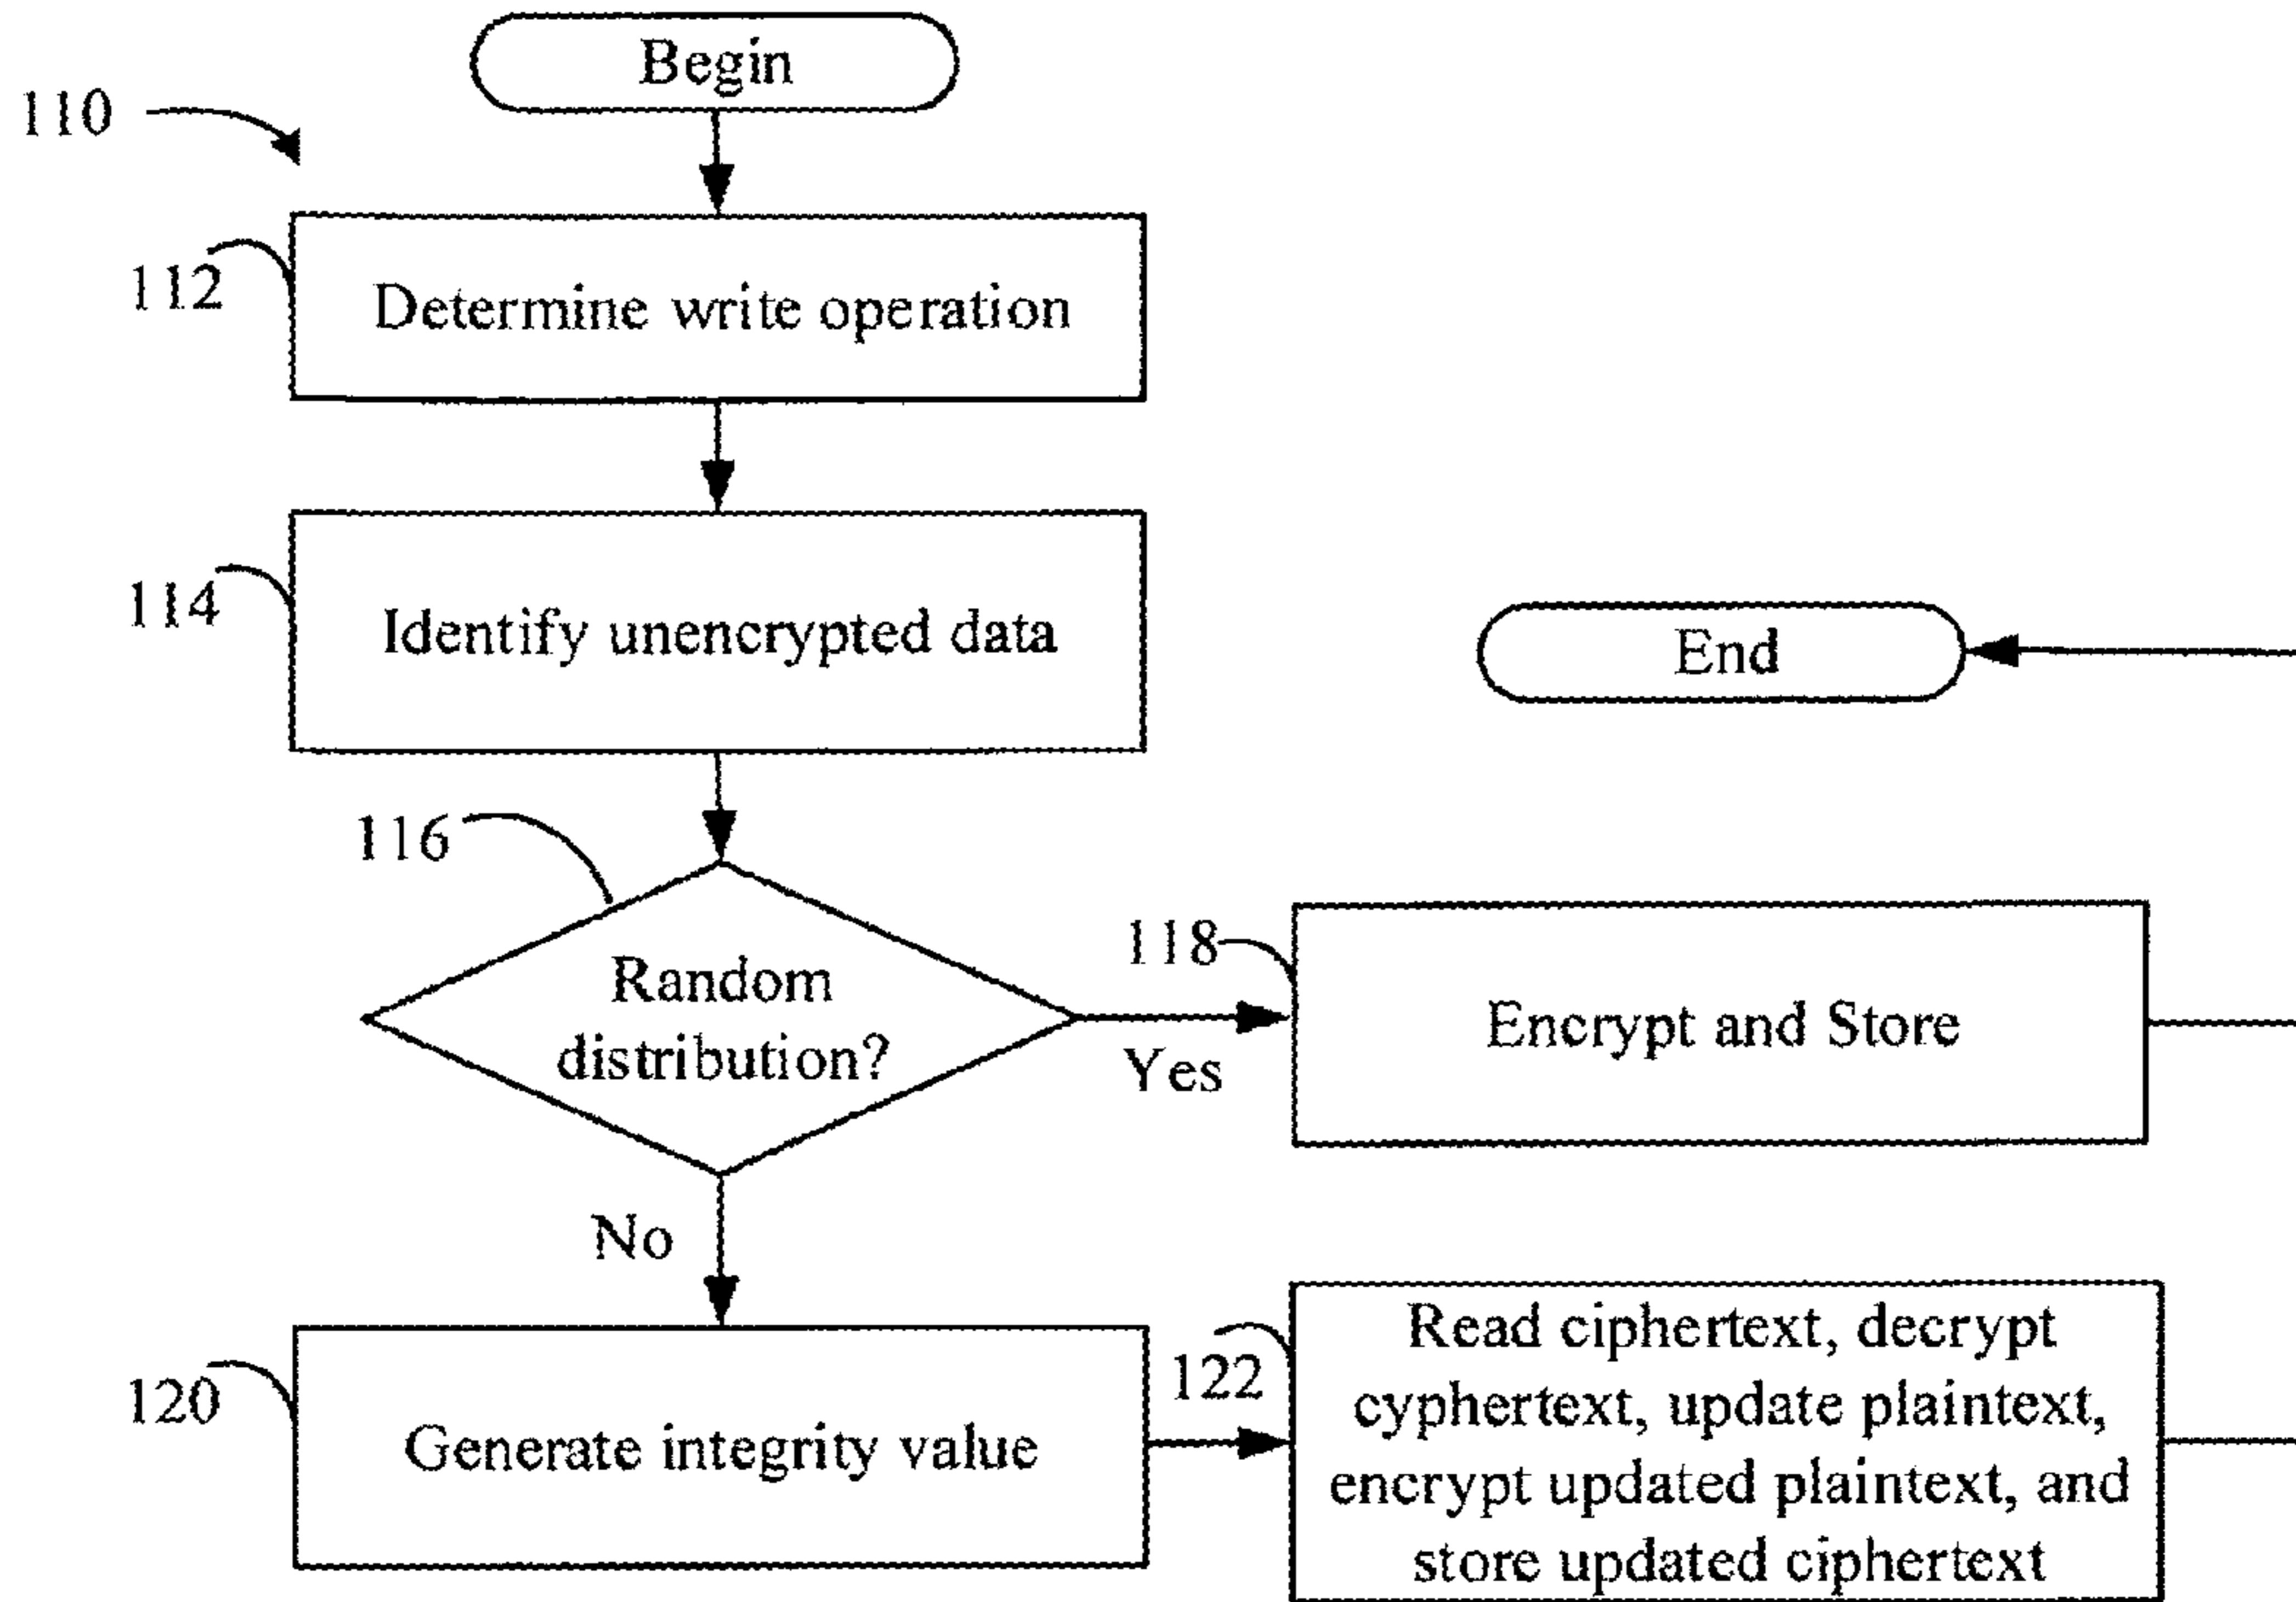 Begin
110
112
Determine write operation
114
Identify unencrypted data
End
116
Random
distribution?
118
Encrypt and Store
Yes
No
120
Generate integrity value
122
Read ciphertext, decrypt
cyphertext, update plaintext,
encrypt updated plaintext, and
store updated ciphertext